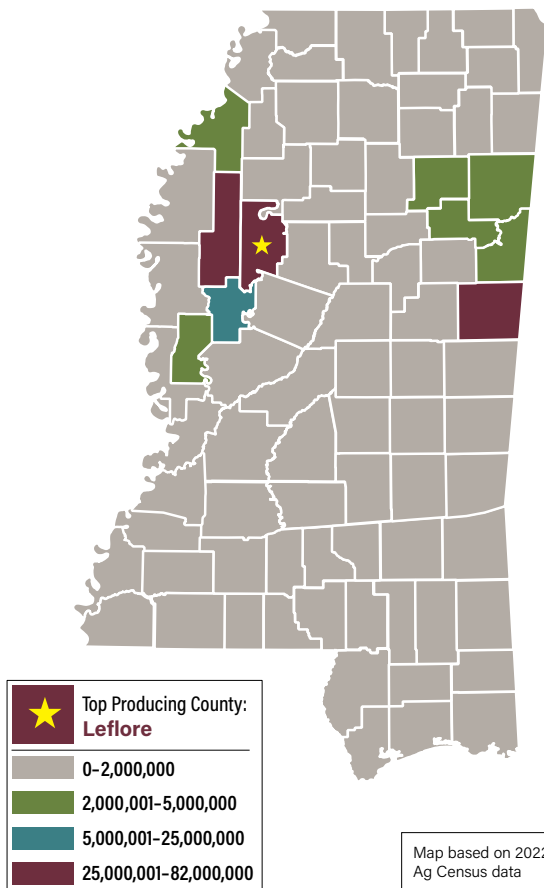 Top Producing County:
Leflore
0–2,000,000
2,000,001–5,000,000
5,000,001–25,000,000
25,000,001–82,000,000
Map based on 2022
Ag Census data